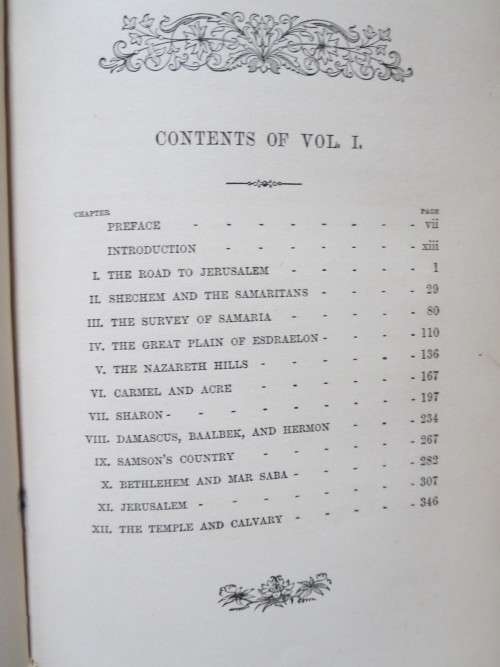 CONTENTS OF VOL. I.
CHAPTER PAGE
PREFACE - - - - - - - - vii
INTRODUCTION - - - - - - - xiii
I. THE ROAD TO JERUSALEM - - - - - 1
II. SHECHEM AND THE SAMARITANS - - - - 29
III. THE SURVEY OF SAMARIA - - - - - 80
IV. THE GREAT PLAIN OF ESDRAELON - - - - 110
V. THE NAZARETH HILLS - - - - - - 136
VI. CARMEL AND ACRE - - - - - - 167
VII. SHARON - - - - - - - - 197
VIII. DAMASCUS, BAALBEK, AND HERMON - - - 234
IX. SAMSON'S COUNTRY - - - - - - 267
X. BETHLEHEM AND MAR SABA - - - - - 282
XI. JERUSALEM - - - - - - - 307
XII. THE TEMPLE AND CALVARY - - - - - 346